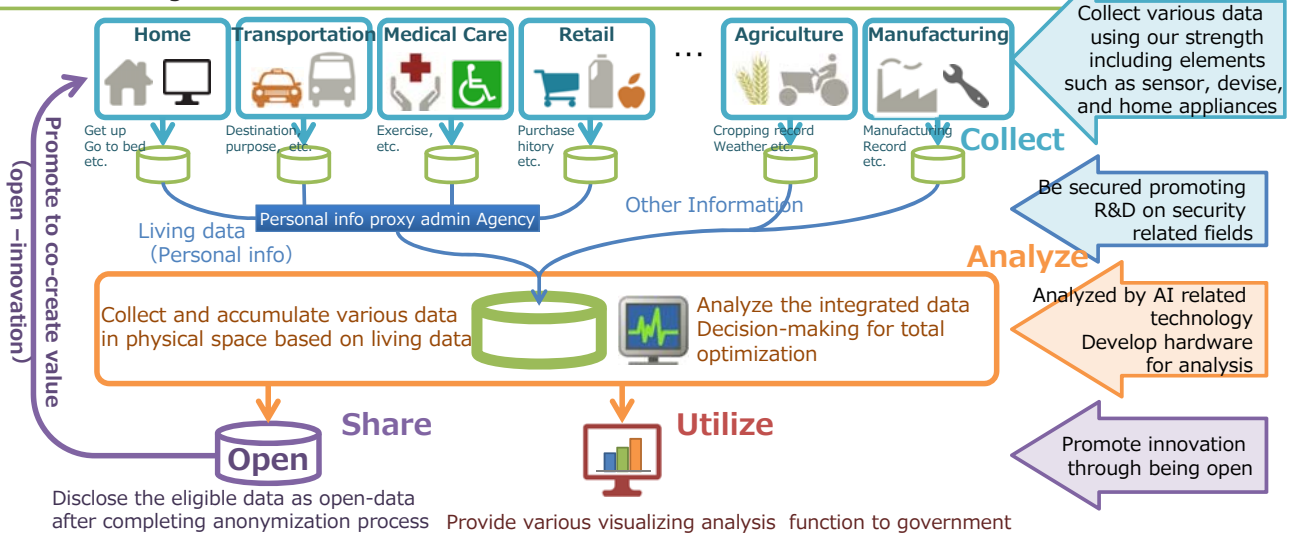 Home
Transportation
Medical Care
Retail
...
Agriculture
Manufacturing
Collect various data
using our strength
including elements
such as sensor, devise,
and home appliances
Get up
Go to bed
etc.
Destination,
purpose, etc.
Exercise,
etc.
Purchase
hitory
etc.
Cropping record
Weather etc.
Manufacturing
Record
etc.
Collect
Promote to co-create value
(open –innovation)
Personal info proxy admin Agency
Living data
(Personal info)
Other Information
Be secured promoting
R&D on security
related fields
Analyze
Collect and accumulate various data
in physical space based on living data
Analyze the integrated data
Decision-making for total
optimization
Analyzed by AI related
technology
Develop hardware
for analysis
Share
Open
Utilize
Promote innovation
through being open
Disclose the eligible data as open-data
after completing anonymization process
Provide various visualizing analysis function to government